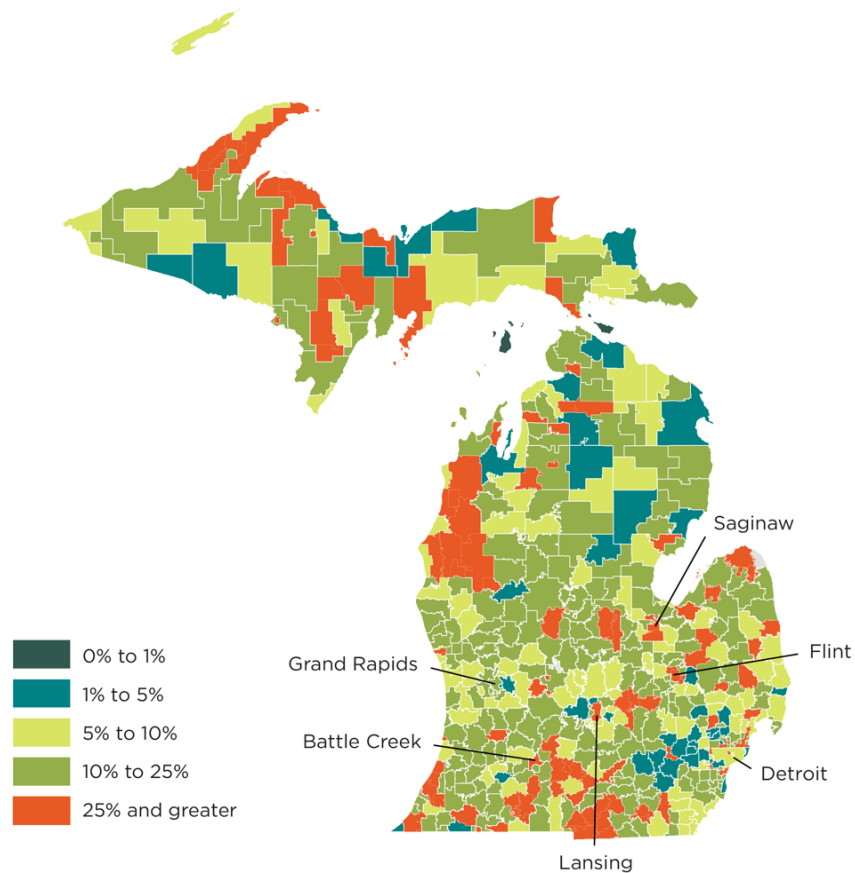 Saginaw
Flint
Grand Rapids
Battle Creek
Detroit
Lansing
0% to 1%
1% to 5%
5% to 10%
10% to 25%
25% and greater